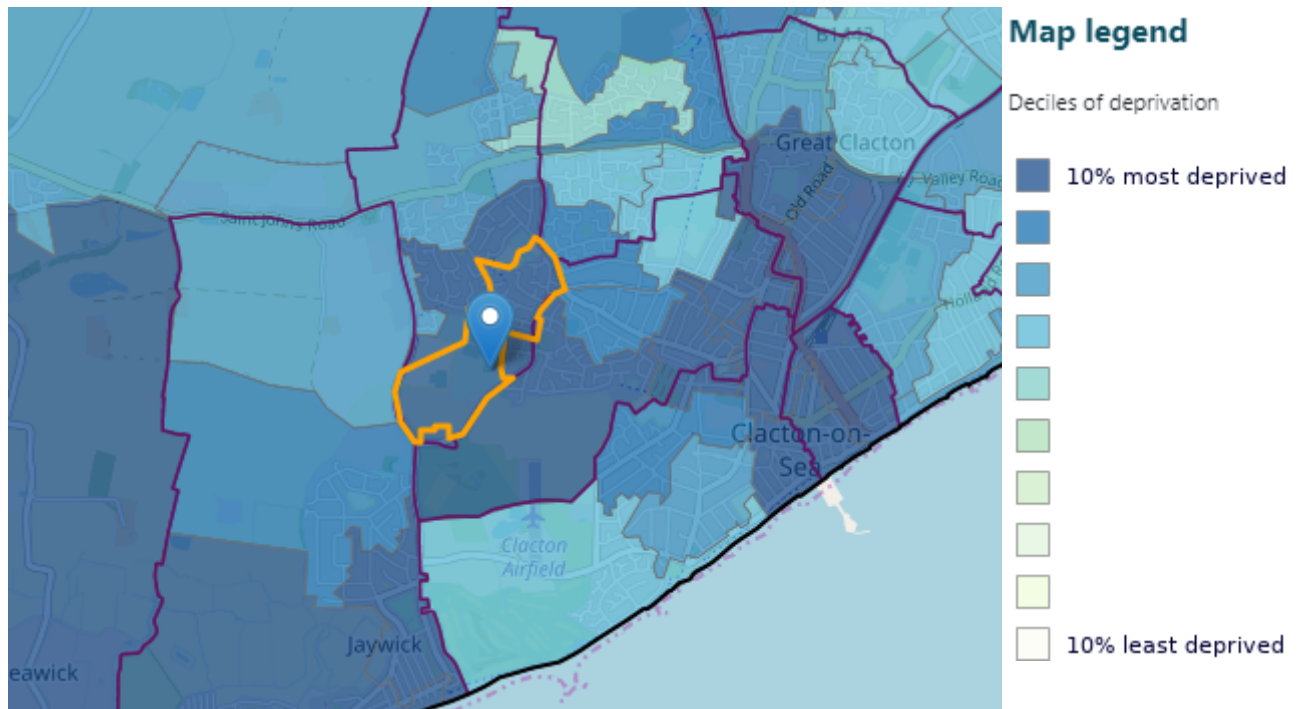 Map legend
Deciles of deprivation
10% most deprived
10% least deprived
B1442
Great Clacton
Old Road
Valley Road
Saint Johns Road
Clacton-on-
Sea
Clacton
Airfield
Jaywick
eawick